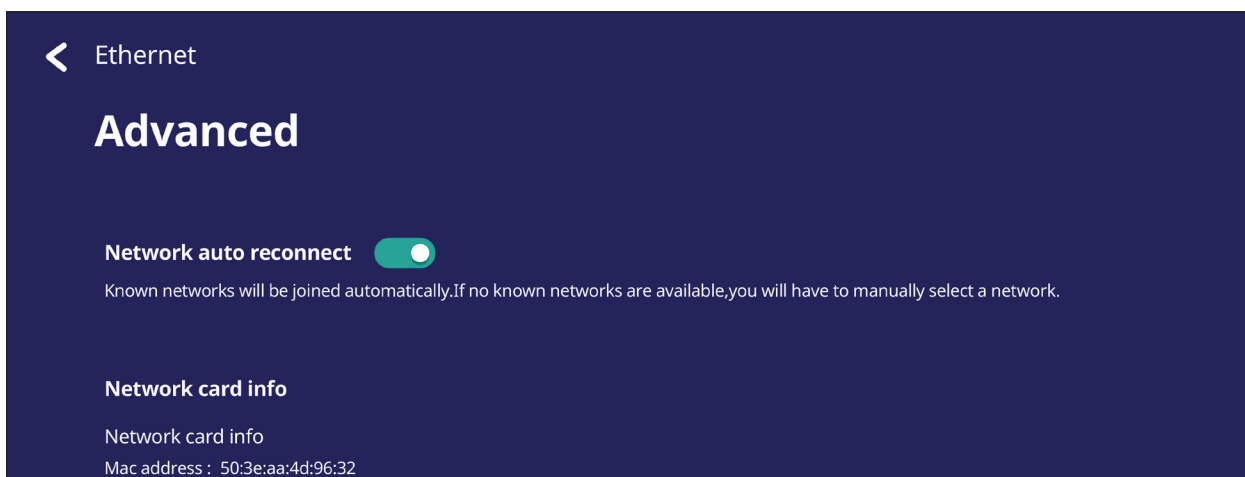 Ethernet
Advanced
Network auto reconnect
Known networks will be joined automatically.If no known networks are available,you will have to manually select a network.
Network card info
Network card info
Mac address : 50:3e:aa:4d:96:32